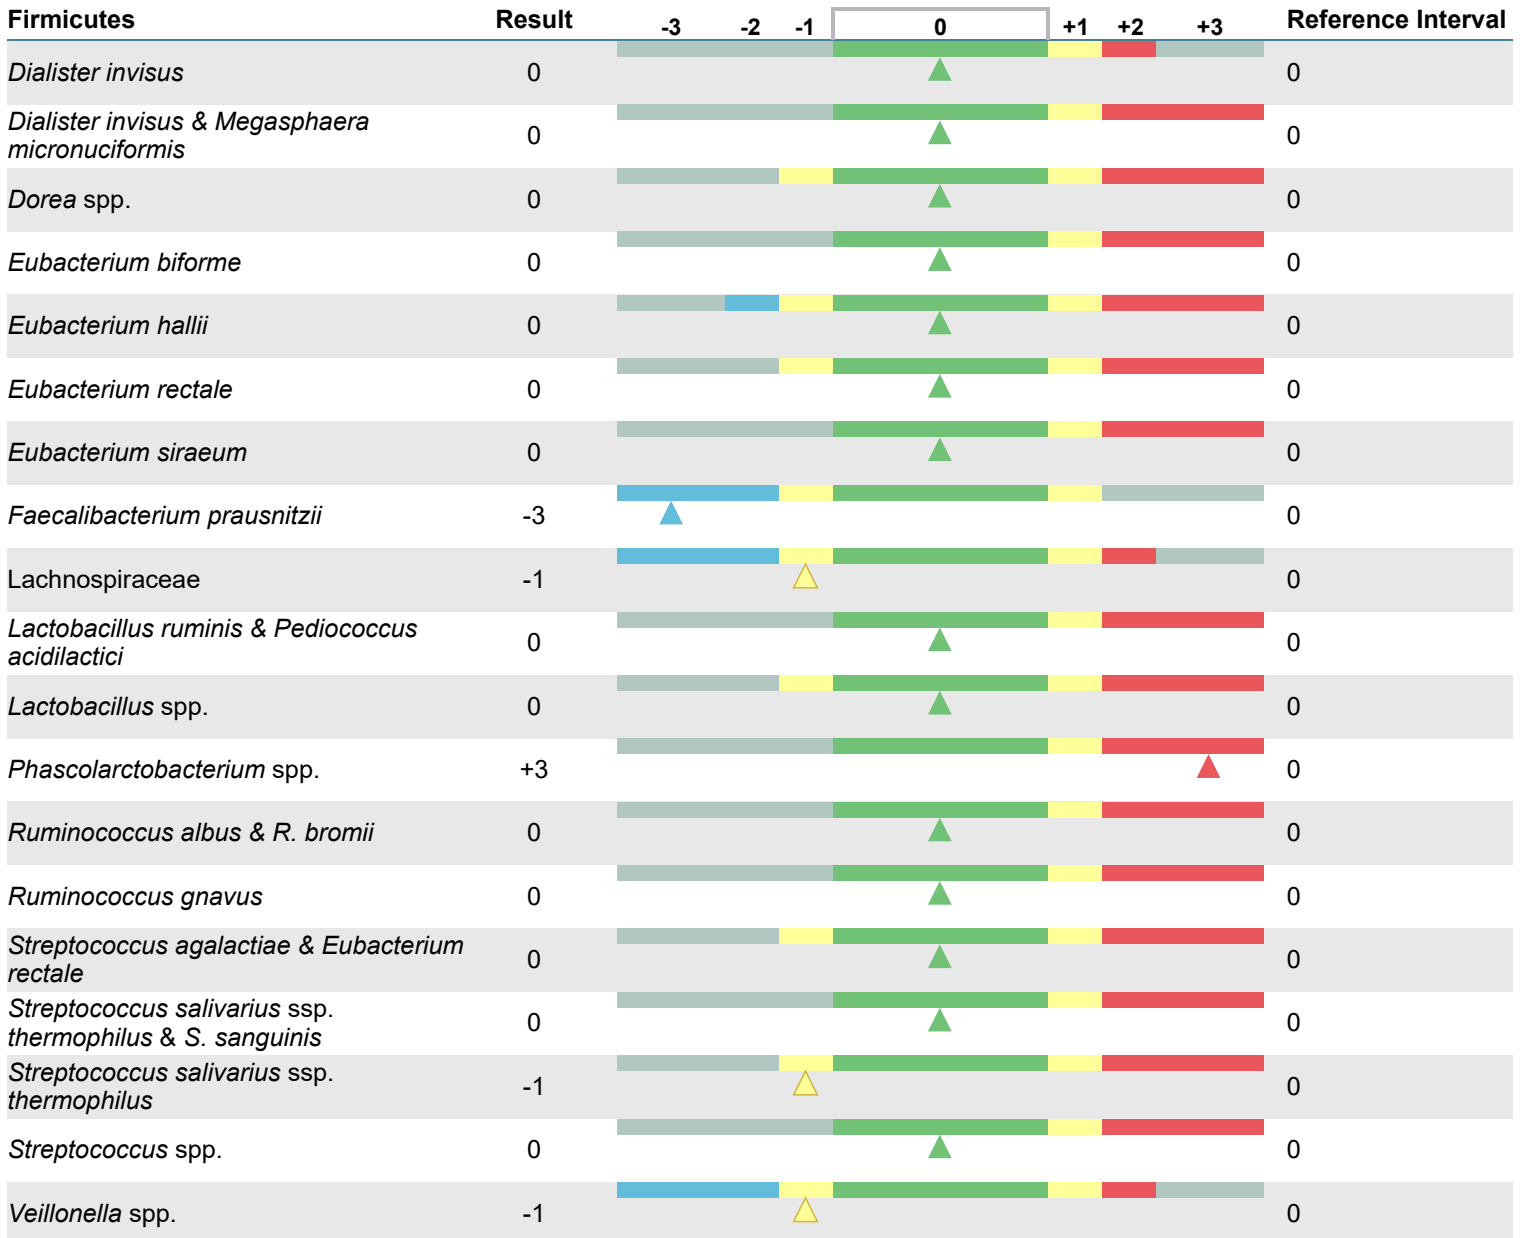 Firmicutes Result -3 -2 -1 0 +1 +2 +3 Reference Interval
Dialister invisus 0 0
Dialister invisus & Megasphaera
micronuciformis 0 0
Dorea spp. 0 0
Eubacterium biforme 0 0
Eubacterium hallii 0 0
Eubacterium rectale 0 0
Eubacterium siraeum 0 0
Faecalibacterium prausnitzii -3 0
Lachnospiraceae -1 0
Lactobacillus ruminis & Pediococcus
acidilactici 0 0
Lactobacillus spp. 0 0
Phascolarctobacterium spp. +3 0
Ruminococcus albus & R. bromii 0 0
Ruminococcus gnavus 0 0
Streptococcus agalactiae & Eubacterium
rectale 0 0
Streptococcus salivarius ssp.
thermophilus & S. sanguinis 0 0
Streptococcus salivarius ssp.
thermophilus -1 0
Streptococcus spp. 0 0
Veillonella spp. -1 0